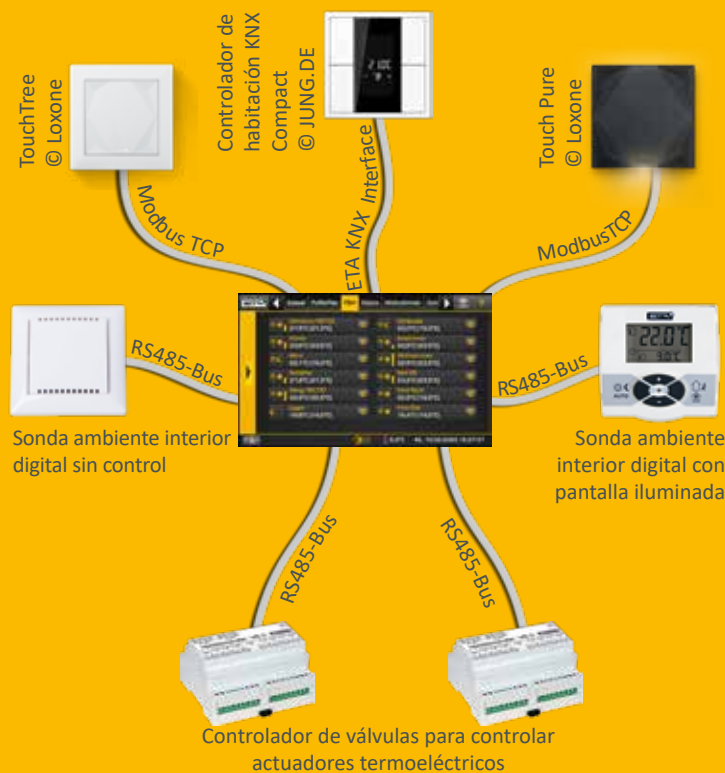 Controlador de
habitación KNX
Compact
© JUNG.DE
TouchTree
© Loxone
Touch Pure
© Loxone
Modbus TCP
ETA KNX Interface
ModbusTCP
RS485-Bus
RS485-Bus
22.0°C
AUTO
Sonda ambiente interior
digital sin control
Sonda ambiente
interior digital con
pantalla iluminada
RS485-Bus
RS485-Bus
Controlador de válvulas para controlar
actuadores termoeléctricos